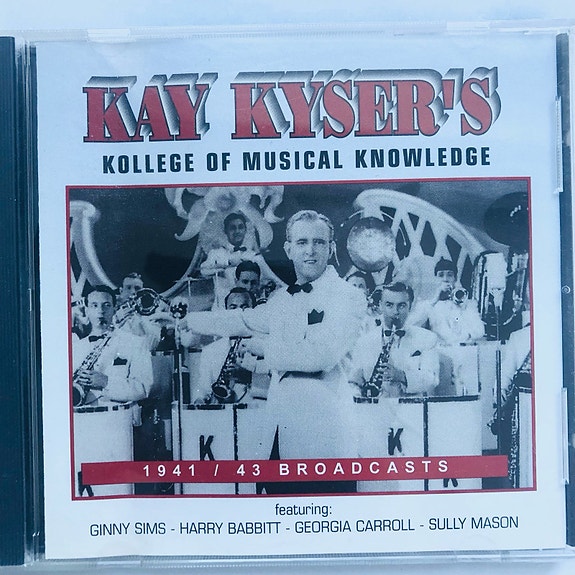 KAY KYSER'S
KOLLEGE OF MUSICAL KNOWLEDGE
K
K
1941 / 43 BROADCASTS
featuring:
GINNY SIMS - HARRY BABBITT - GEORGIA CARROLL - SULLY MASON